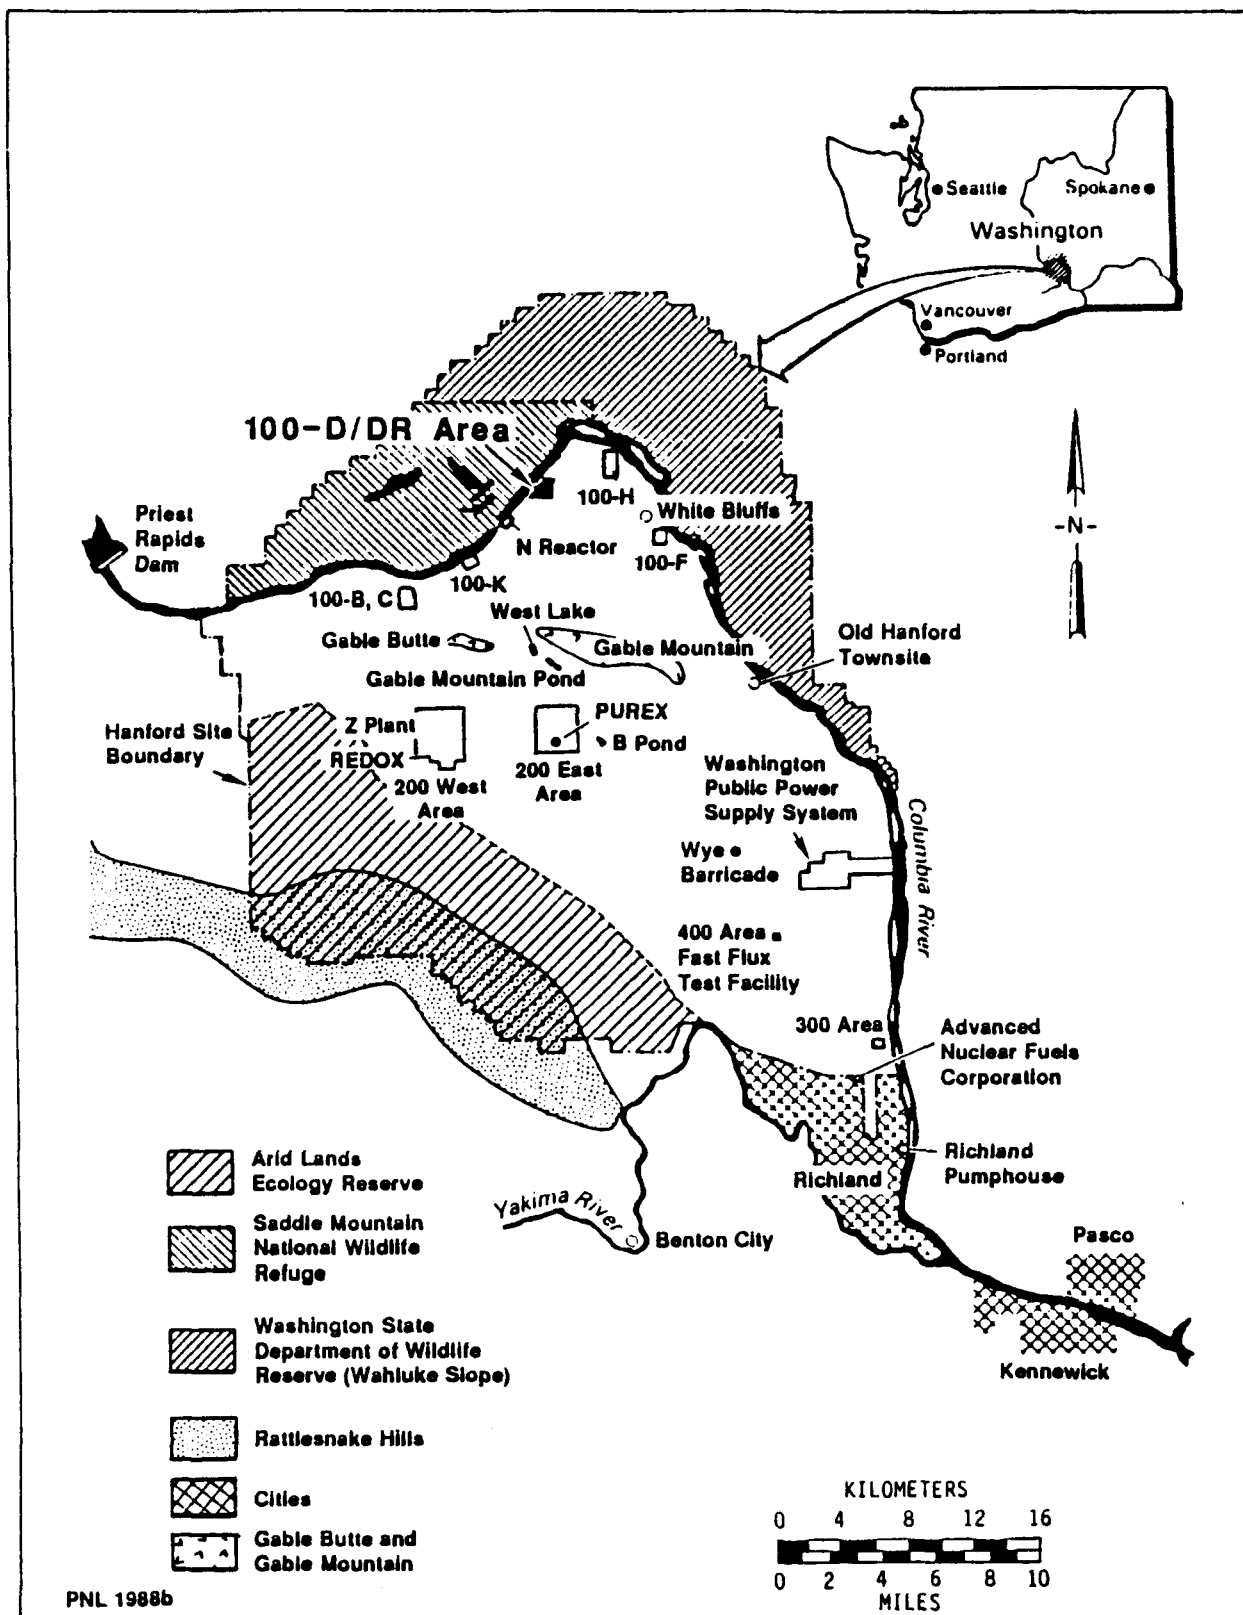 Seattle
Spokane
Washington
Vancouver
Portland
100-D/DR Area
100-H
White Bluffs
Priest
Rapids
Dam
N Reactor
100-F
100-K
100-B, C
-N-
West Lake
Gable Butte
Gable Mountain
Old Hanford
Townsite
Gable Mountain Pond
Hanford Site
Boundary
Z Plant
REDOX
200 West
Area
PUREX
B Pond
200 East
Area
Washington
Public Power
Supply System
Columbia River
Wye
Barricade
400 Area
Fast Flux
Test Facility
300 Area
Advanced
Nuclear Fuels
Corporation
Richland
Pumphouse
Richland
Yakima River
Benton City
Pasco
Kennewick
Arid Lands
Ecology Reserve
Saddle Mountain
National Wildlife
Refuge
Washington State
Department of Wildlife
Reserve (Wahluke Slope)
Rattlesnake Hills
Cities
Gable Butte and
Gable Mountain
KILOMETERS
0 4 8 12 16
0 2 4 6 8 10
MILES
PNL 1988b